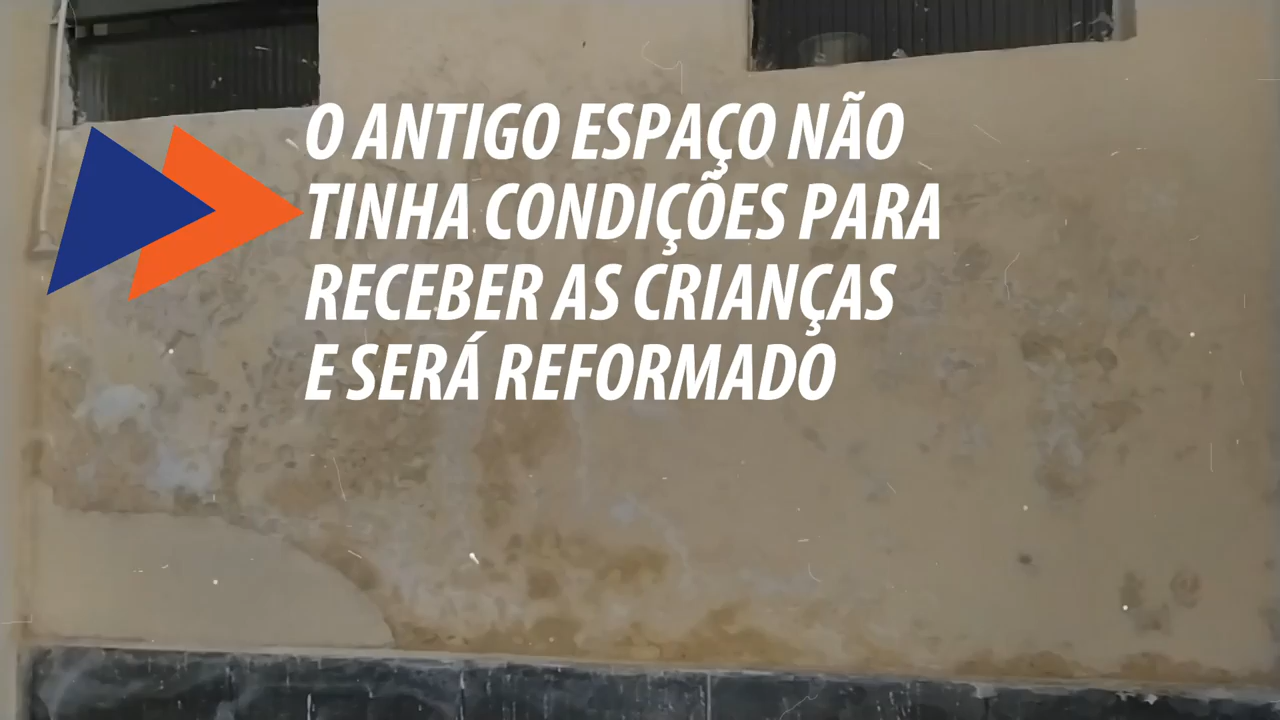 O ANTIGO ESPAÇO NÃO
TINHA CONDIÇÕES PARA
RECEBER AS CRIANÇAS
E SERÁ REFORMADO